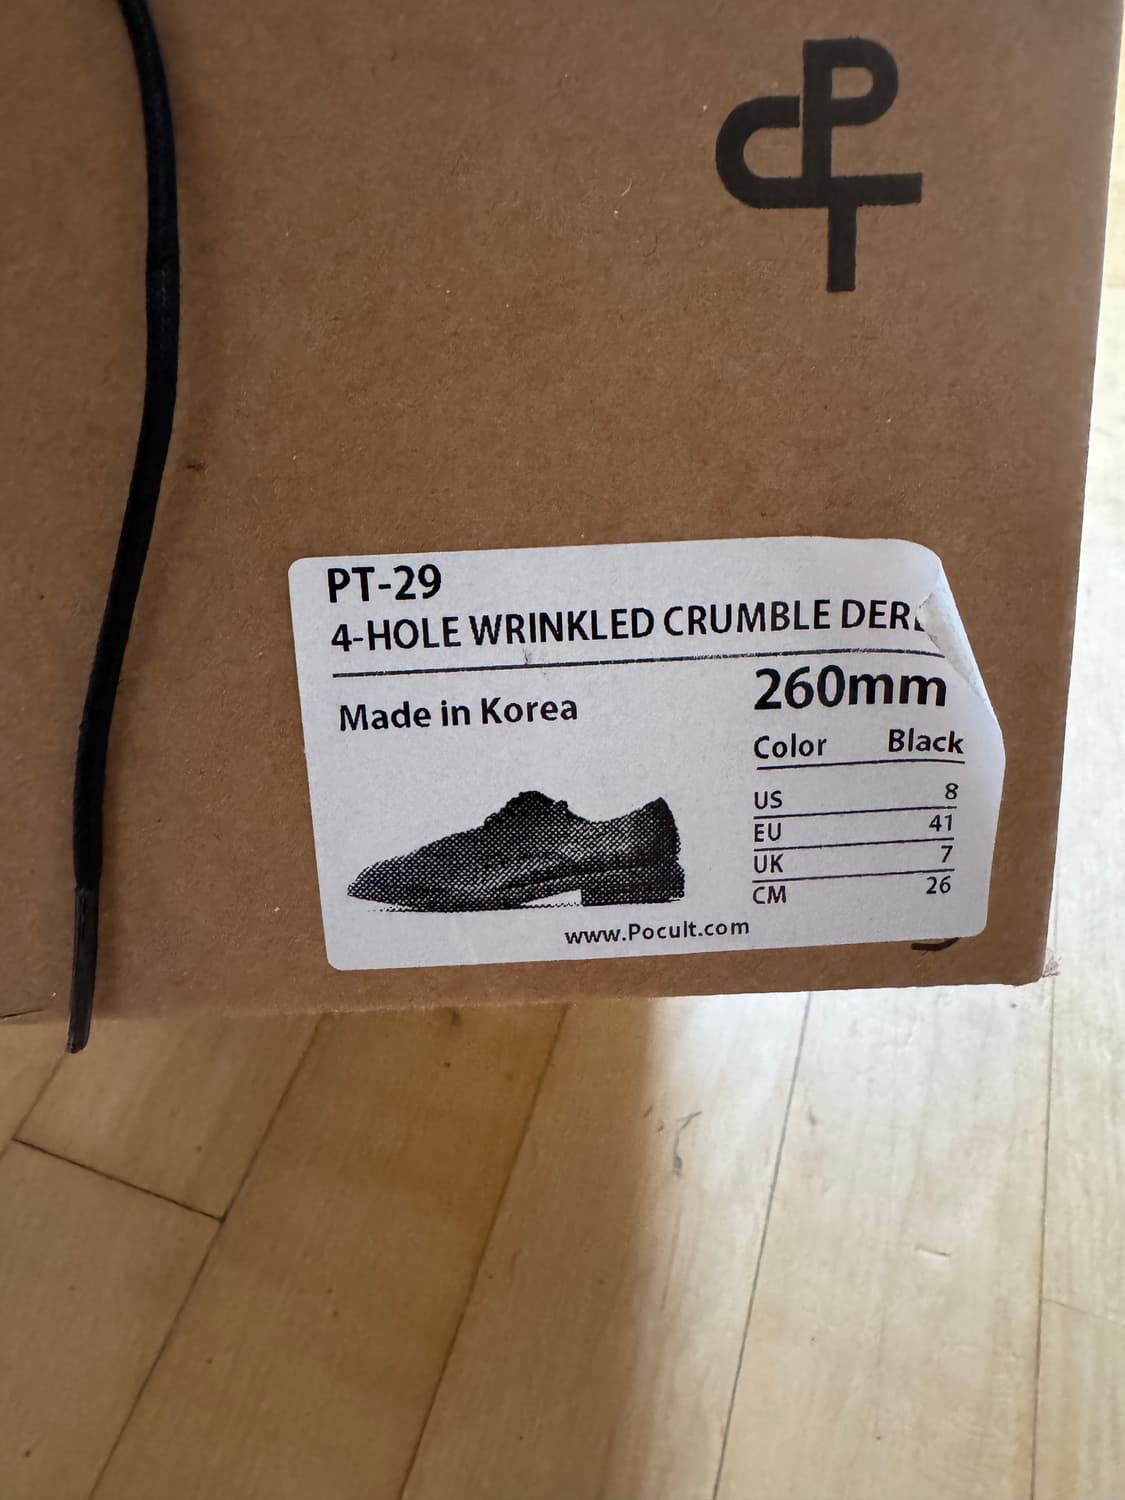 PT-29
4-HOLE WRINKLED CRUMBLE
260mm
Made in Korea
Color Black
US 8
EU 41
UK 7
CM 26
www.Pocult.com